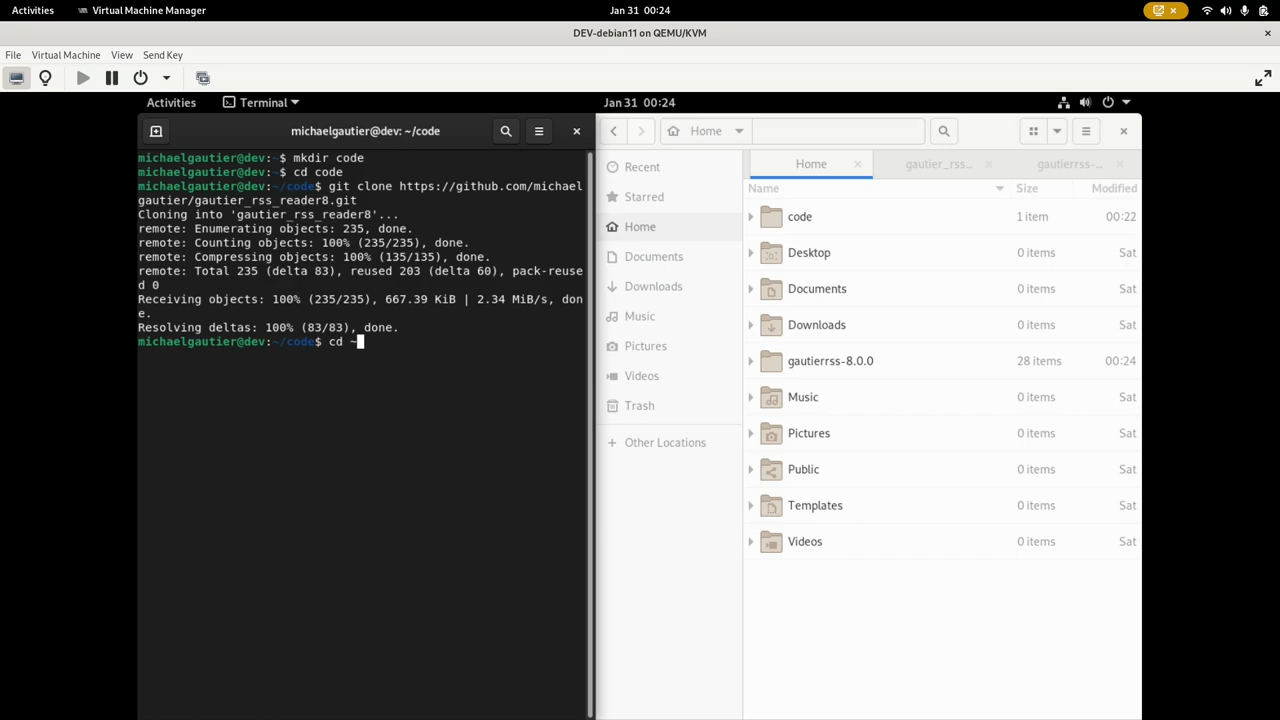 Activities
Virtual Machine Manager
Jan 31 00:24
DEV-debian11 on QEMU/KVM
File
Virtual Machine
View
Send Key
Activities
Terminal
Jan 31 00:24
michaelgautier@dev: ~/code
michaelgautier@dev:~$ mkdir code
michaelgautier@dev:~$ cd code
michaelgautier@dev:~/code$ git clone https://github.com/michael
gautier/gautier_rss_reader8.git
Cloning into 'gautier_rss_reader8'...
remote: Enumerating objects: 235, done.
remote: Counting objects: 100% (235/235), done.
remote: Compressing objects: 100% (135/135), done.
remote: Total 235 (delta 83), reused 203 (delta 60), pack-reuse
d 0
Receiving objects: 100% (235/235), 667.39 KiB | 2.34 MiB/s, don
e.
Resolving deltas: 100% (83/83), done.
michaelgautier@dev:~/code$ cd ~
Home
Recent
Starred
Home
Documents
Downloads
Music
Pictures
Videos
Trash
Other Locations
Home
gautier_rss...
gautierrss-...
Name Size Modified
code 1 item 00:22
Desktop 0 items Sat
Documents 0 items Sat
Downloads 0 items Sat
gautierrss-8.0.0 28 items 00:24
Music 0 items Sat
Pictures 0 items Sat
Public 0 items Sat
Templates 0 items Sat
Videos 0 items Sat